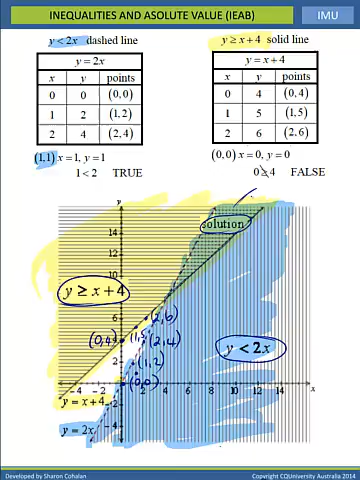 INEQUALITIES AND ASOLUTE VALUE (IEAB) IMU
y < 2x dashed line
y = 2x
x y points
0 0 (0,0)
1 2 (1,2)
2 4 (2,4)
(1,1) x=1, y=1
1 < 2 TRUE
y ≥ x+4 solid line
y = x+4
x y points
0 4 (0,4)
1 5 (1,5)
2 6 (2,6)
(0,0) x=0, y=0
0 ≥ 4 FALSE
y
solution
14
12
10
8
y ≥ x+4
6
(2,6)
(0,4)
(1,5)
(2,4)
y < 2x
(1,2)
(0,0)
-4 -2 2 4 6 8 10 12 14 x
y = x+4
-2
y = 2x
-4
Developed by Sharon Cohalan
Copyright CQUniversity Australia 2014